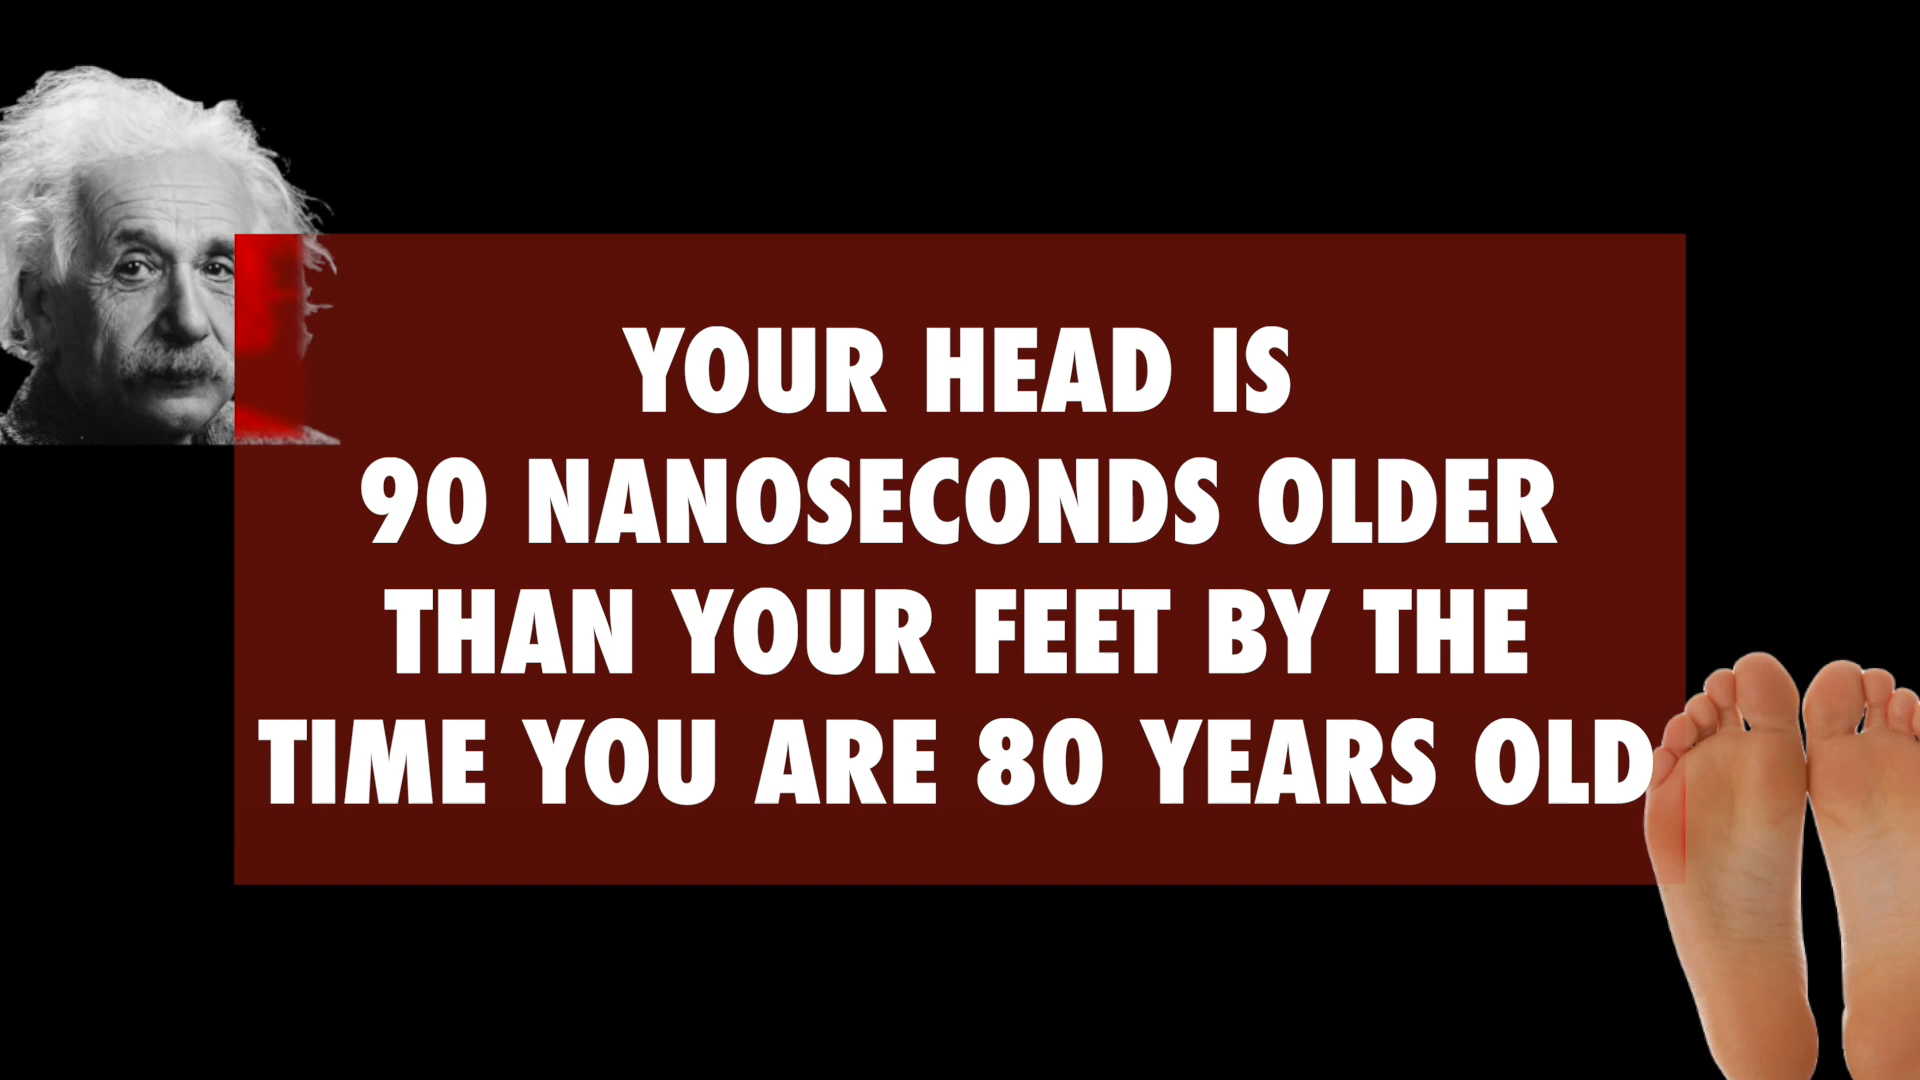 YOUR HEAD IS
90 NANOSECONDS OLDER
THAN YOUR FEET BY THE
TIME YOU ARE 80 YEARS OLD